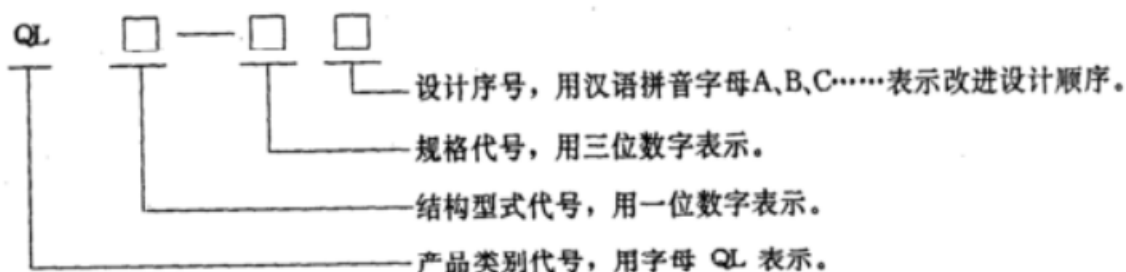 QL □ — □ □
设计序号，用汉语拼音字母A、B、C……表示改进设计顺序。
规格代号，用三位数字表示。
结构型式代号，用一位数字表示。
产品类别代号，用字母 QL 表示。